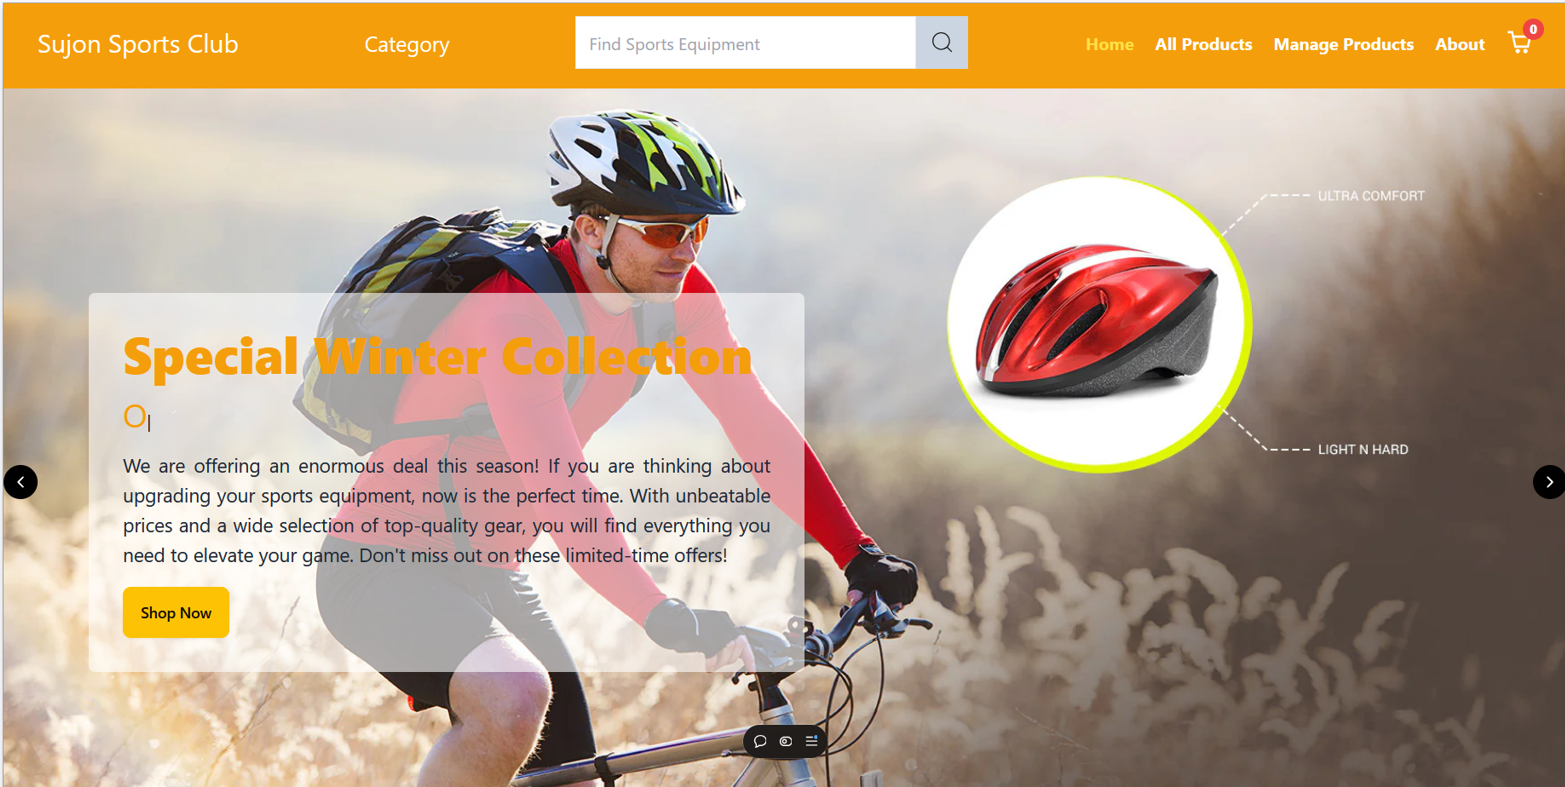 Sujon Sports Club
Category
Find Sports Equipment
Home
All Products
Manage Products
About
0
ULTRA COMFORT
Special Winter Collection
O
We are offering an enormous deal this season! If you are thinking about
upgrading your sports equipment, now is the perfect time. With unbeatable
prices and a wide selection of top-quality gear, you will find everything you
need to elevate your game. Don't miss out on these limited-time offers!
LIGHT N HARD
Shop Now